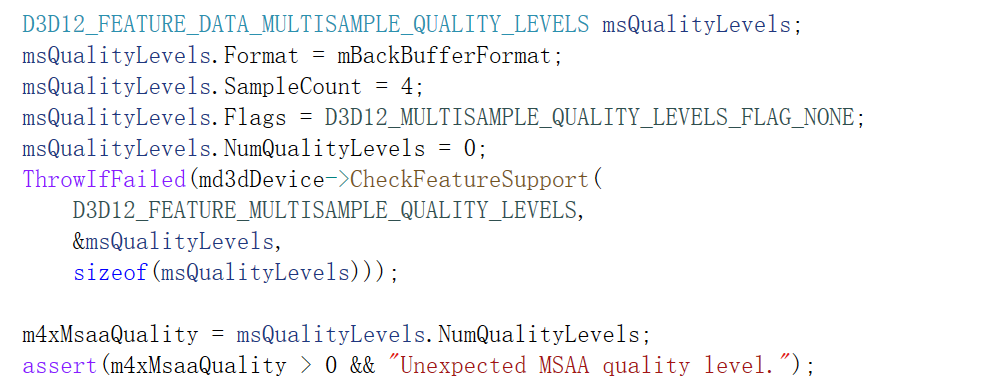 D3D12_FEATURE_DATA_MULTISAMPLE_QUALITY_LEVELS msQualityLevels;
msQualityLevels.Format = mBackBufferFormat;
msQualityLevels.SampleCount = 4;
msQualityLevels.Flags = D3D12_MULTISAMPLE_QUALITY_LEVELS_FLAG_NONE;
msQualityLevels.NumQualityLevels = 0;
ThrowIfFailed(md3dDevice->CheckFeatureSupport(
    D3D12_FEATURE_MULTISAMPLE_QUALITY_LEVELS,
    &msQualityLevels,
    sizeof(msQualityLevels)));

m4xMsaaQuality = msQualityLevels.NumQualityLevels;
assert(m4xMsaaQuality > 0 && "Unexpected MSAA quality level.");